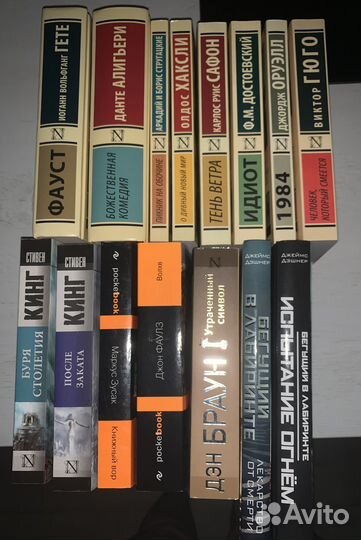 ИОГАНН ВОЛЬФГАНГ ГЕТЕ
ФАУСТ
ДАНТЕ АЛИГЬЕРИ
БОЖЕСТВЕННАЯ
КОМЕДИЯ
АРКАДИЙ И БОРИС СТРУГАЦКИЕ
ПИКНИК НА ОБОЧИНЕ
ОЛДОС ХАКСЛИ
О ДИВНЫЙ НОВЫЙ МИР
КАРЛОС РУИС САФОН
ТЕНЬ ВЕТРА
Ф.М. ДОСТОЕВСКИЙ
ИДИОТ
ДЖОРДЖ ОРУЭЛЛ
1984
ВИКТОР ГЮГО
ЧЕЛОВЕК,
КОТОРЫЙ СМЕЕТСЯ
СТИВЕН
КИНГ
БУРЯ
СТОЛЕТИЯ
СТИВЕН
КИНГ
ПОСЛЕ
ЗАКАТА
pocketbook
Маркус Зусак
Книжный вор
Волхв
Джон ФАУЛЗ
pocketbook
ДЭН БРАУН
Утраченный
символ
ДЖЕЙМС
ДЭШНЕР
БЕГУЩИЙ
В ЛАБИРИНТЕ
ЛЕКАРСТВО
ОТ СМЕРТИ
ДЖЕЙМС
ДЭШНЕР
БЕГУЩИЙ В ЛАБИРИНТЕ
ИСПЫТАНИЕ ОГНЁМ
Avito